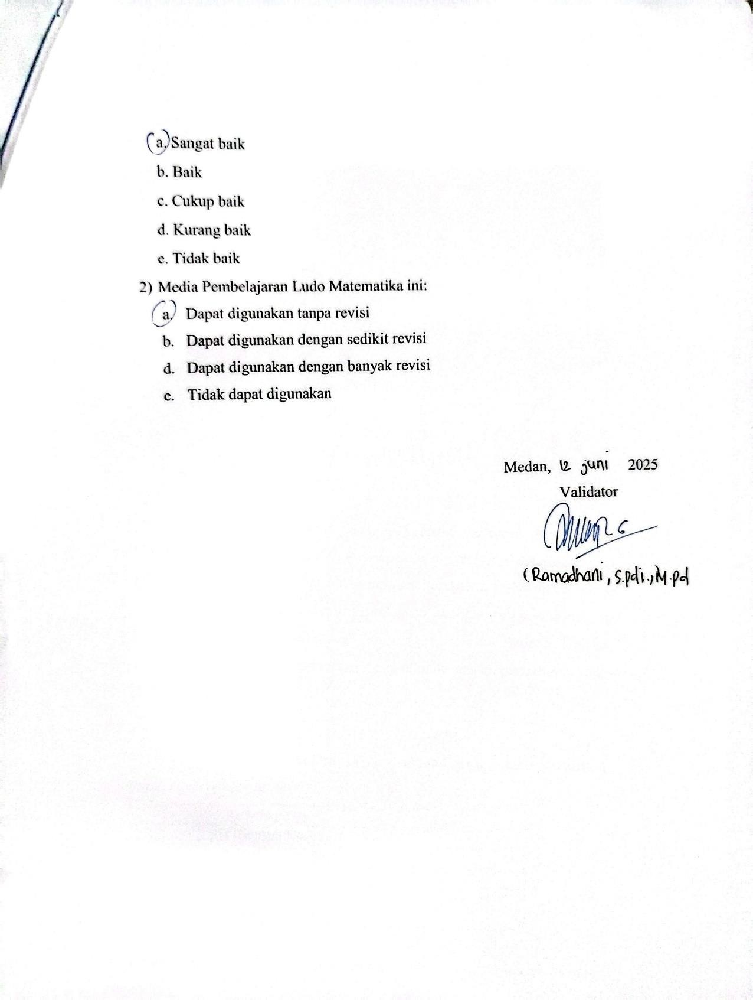 a. Sangat baik
b. Baik
c. Cukup baik
d. Kurang baik
e. Tidak baik
2) Media Pembelajaran Ludo Matematika ini:
a. Dapat digunakan tanpa revisi
b. Dapat digunakan dengan sedikit revisi
d. Dapat digunakan dengan banyak revisi
e. Tidak dapat digunakan
Medan, 12 juni 2025
Validator
(Ramadhani, S.pdi., M.pd